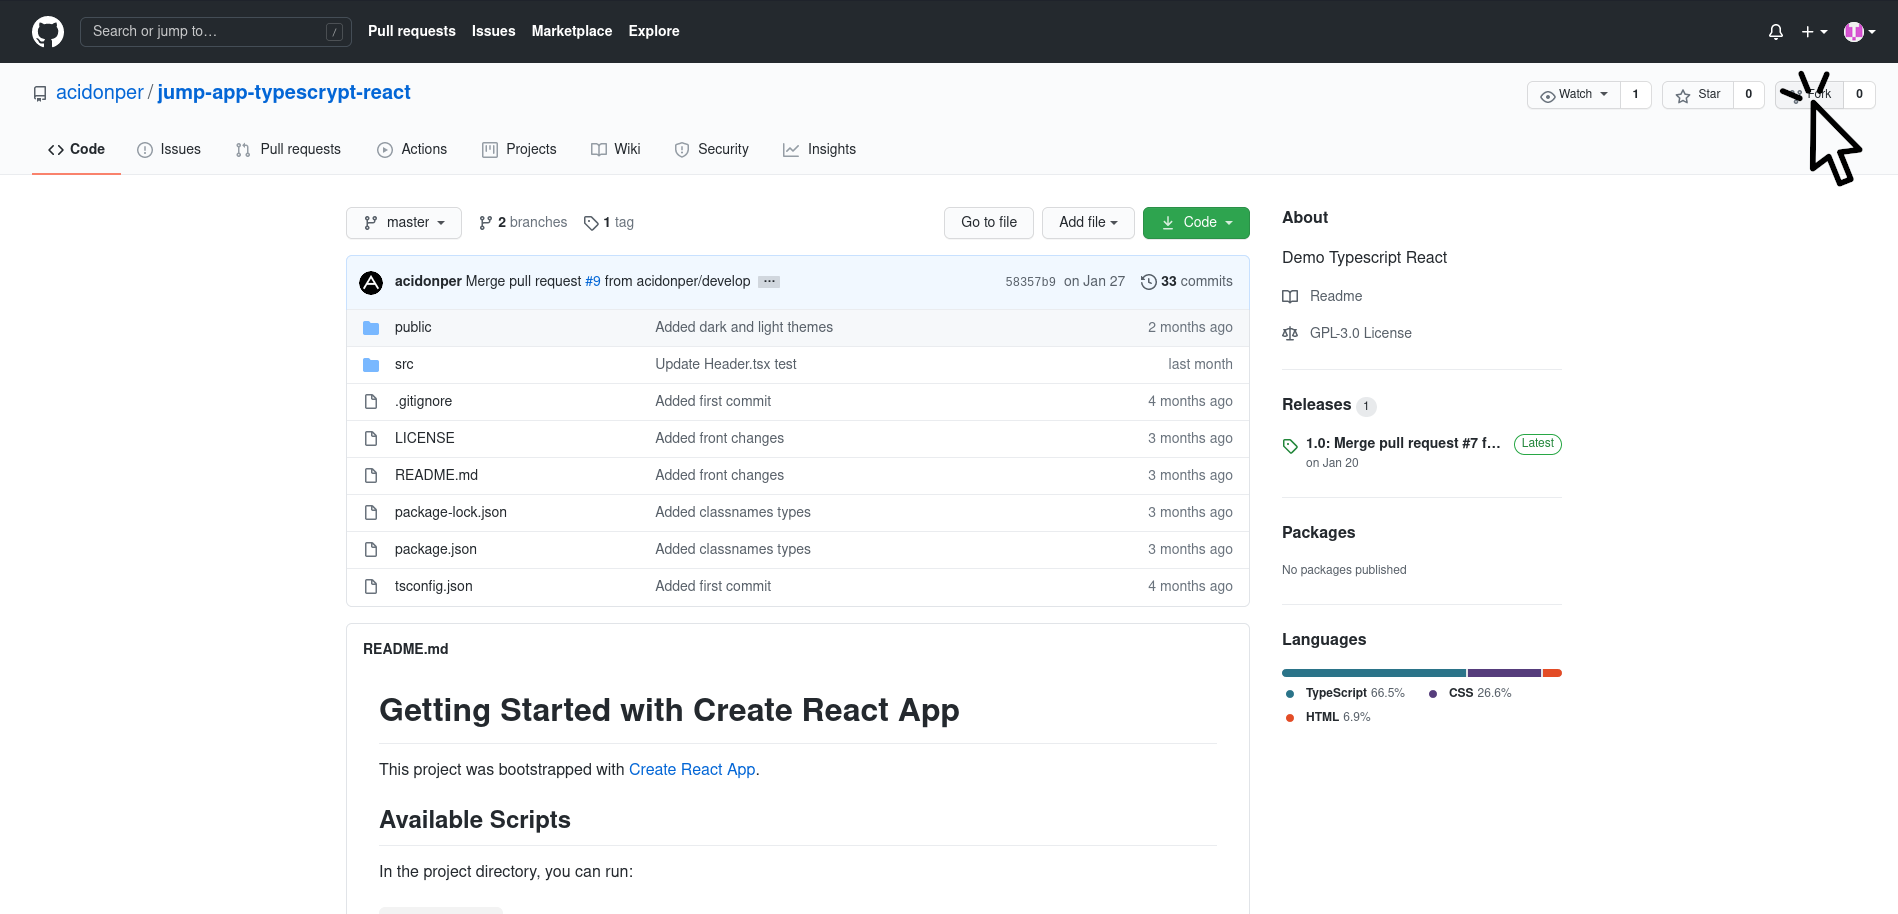 Search or jump to… /
Pull requests Issues Marketplace Explore
acidonper / jump-app-typescrypt-react
Watch 1 Star 0 Fork 0
Code Issues Pull requests Actions Projects Wiki Security Insights
master 2 branches 1 tag Go to file Add file Code
acidonper Merge pull request #9 from acidonper/develop ... 58357b9 on Jan 27 33 commits
public Added dark and light themes 2 months ago
src Update Header.tsx test last month
.gitignore Added first commit 4 months ago
LICENSE Added front changes 3 months ago
README.md Added front changes 3 months ago
package-lock.json Added classnames types 3 months ago
package.json Added classnames types 3 months ago
tsconfig.json Added first commit 4 months ago
README.md
Getting Started with Create React App
This project was bootstrapped with Create React App.
Available Scripts
In the project directory, you can run:
About
Demo Typescript React
Readme
GPL-3.0 License
Releases 1
1.0: Merge pull request #7 f... Latest
on Jan 20
Packages
No packages published
Languages
TypeScript 66.5% CSS 26.6%
HTML 6.9%